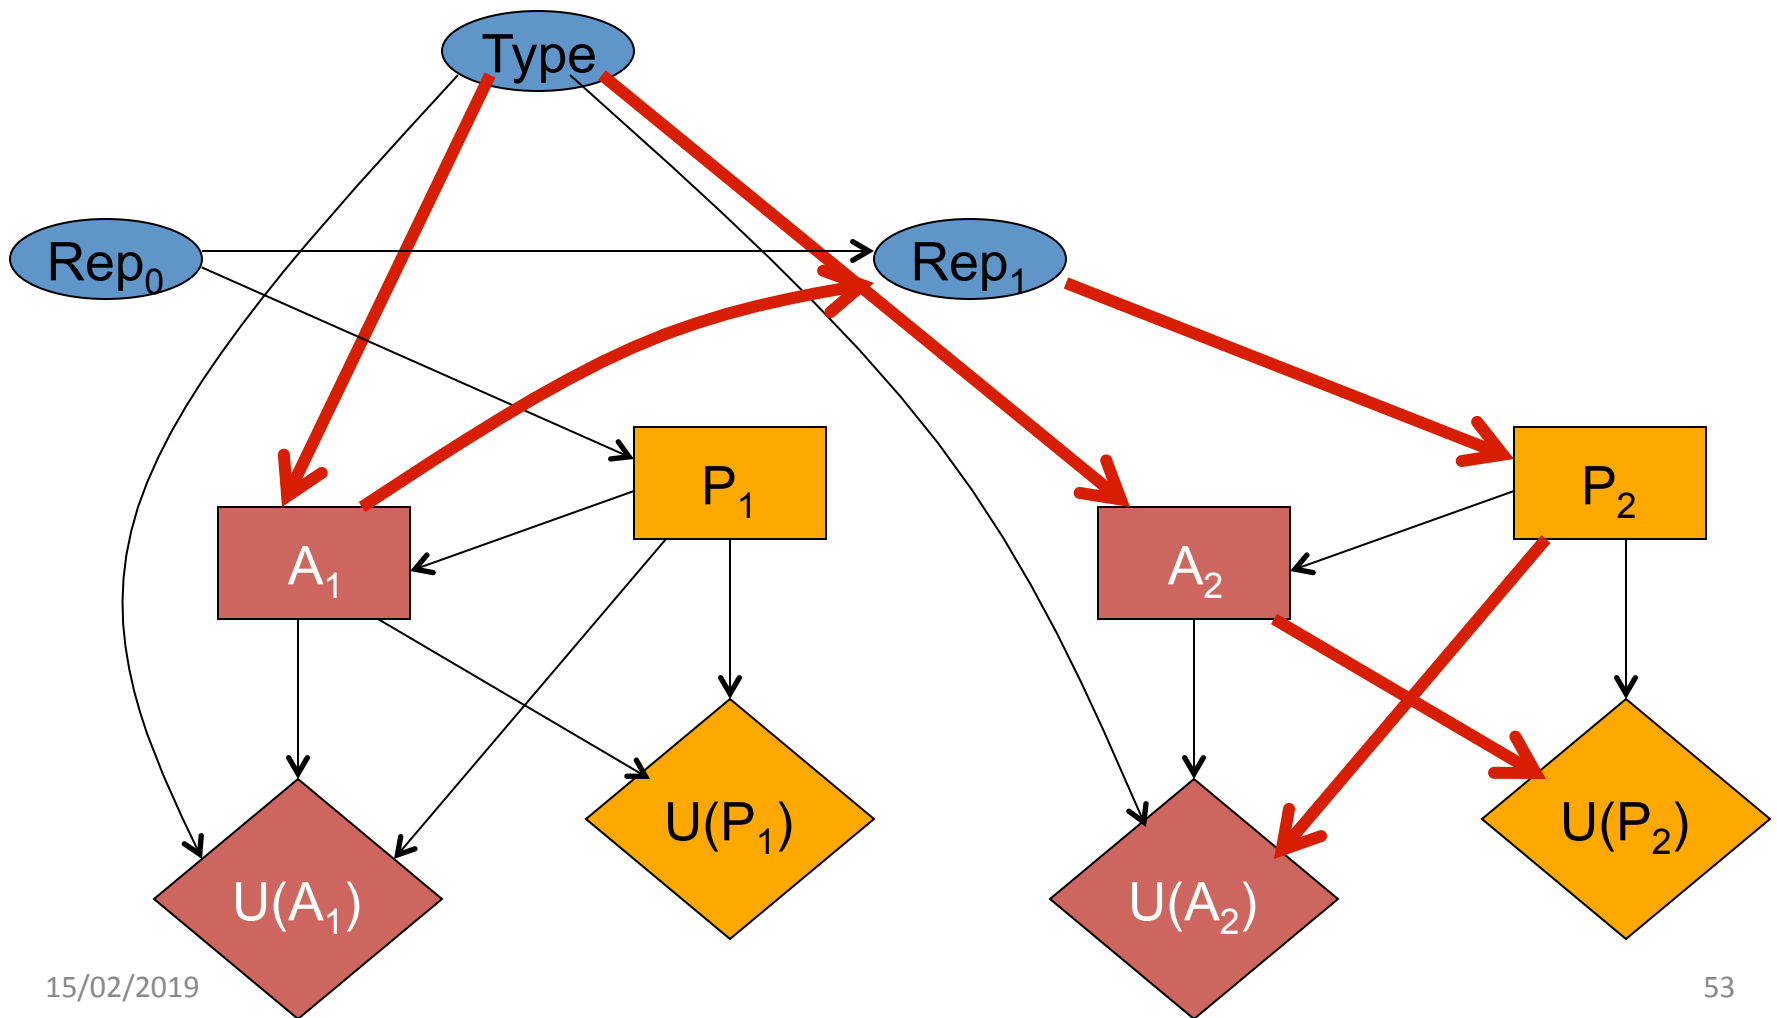 Type
Rep₀
Rep₁
P₁
P₂
A₁
A₂
U(P₁)
U(P₂)
U(A₁)
U(A₂)
15/02/2019
53